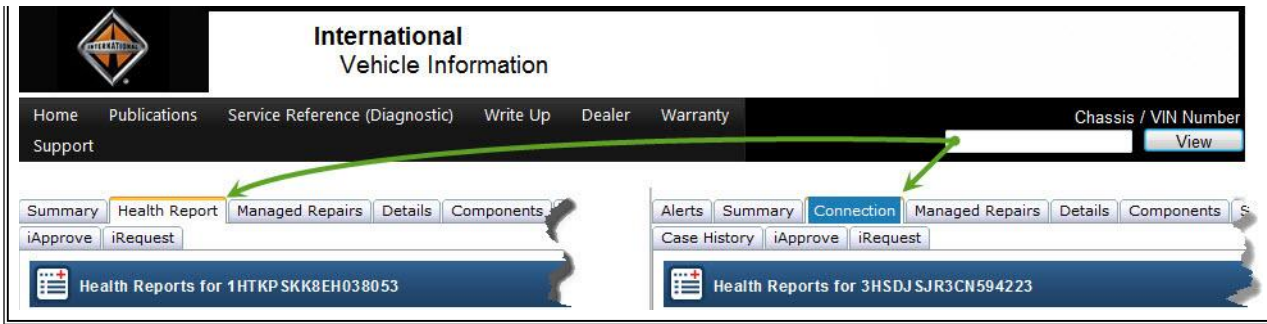 INTERNATIONAL
International
Vehicle Information
Home Publications Service Reference (Diagnostic) Write Up Dealer Warranty
Support
Chassis / VIN Number
View
Summary Health Report Managed Repairs Details Components
iApprove iRequest
Health Reports for 1HTKPSKK8EH038053
Alerts Summary Connection Managed Repairs Details Components
Case History iApprove iRequest
Health Reports for 3HSDJSJR3CN594223